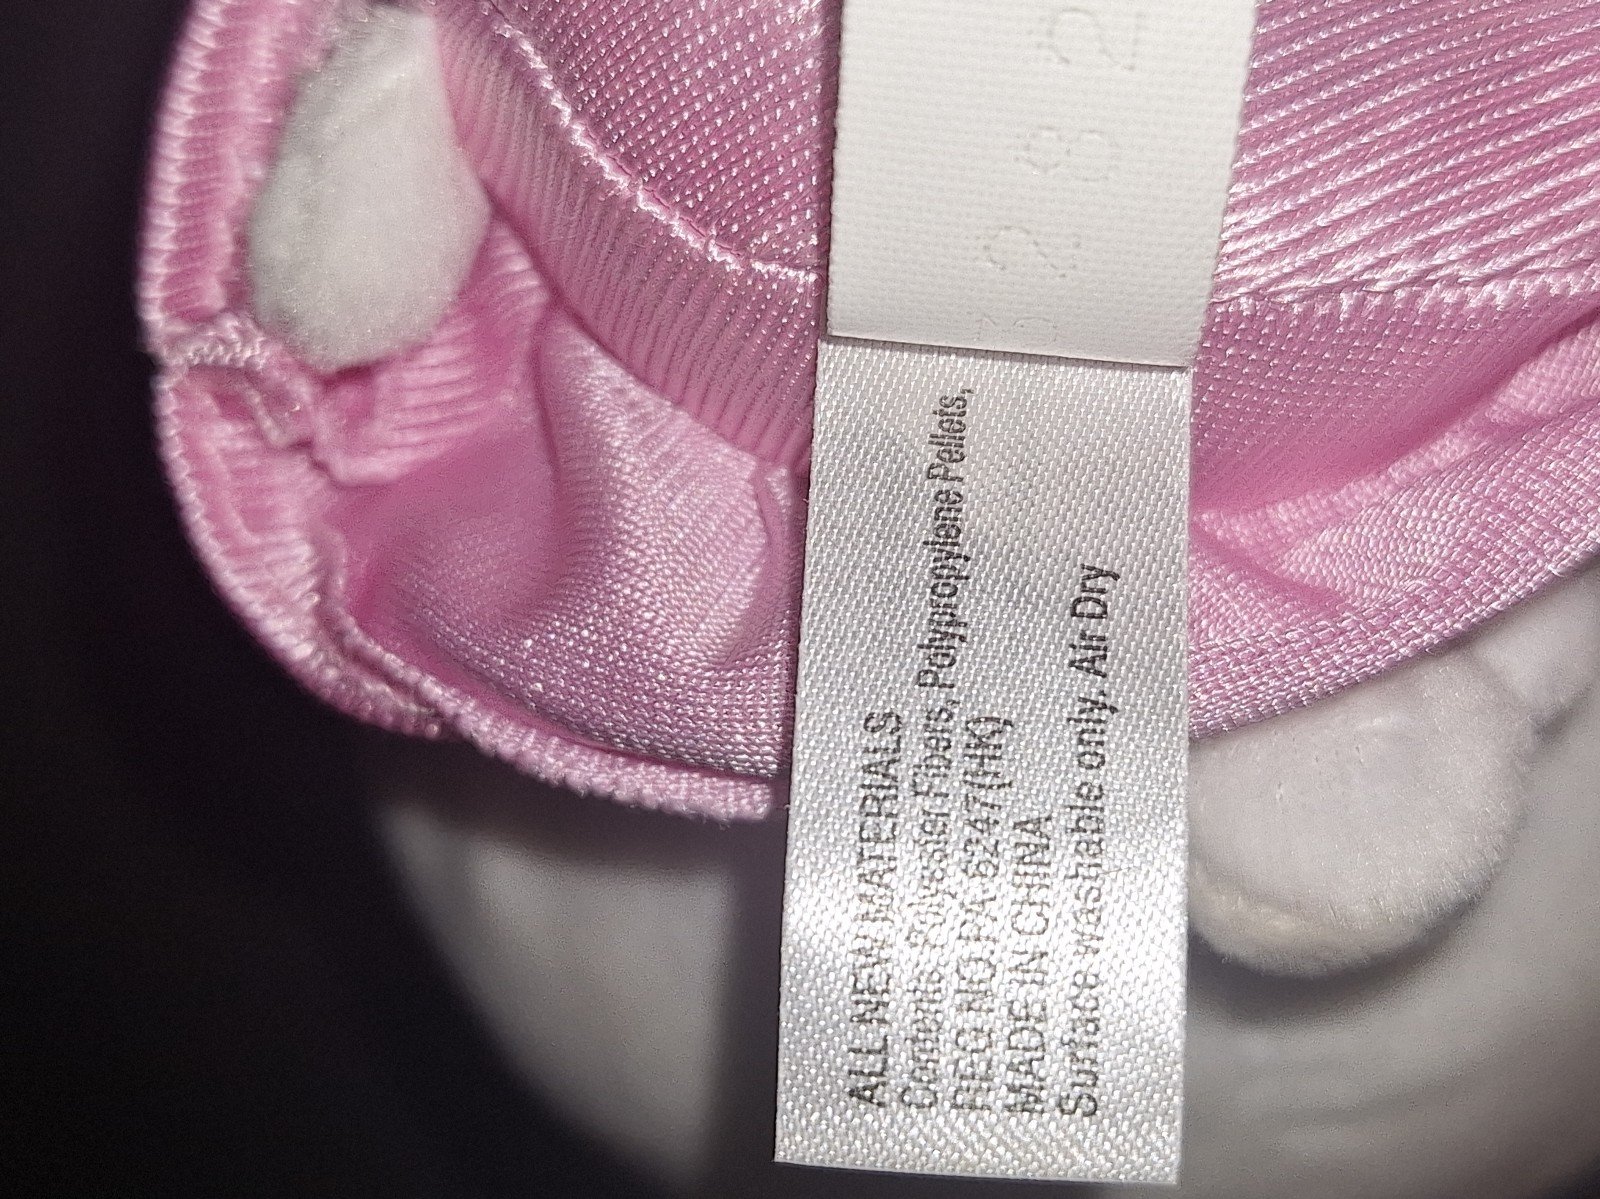 ALL NEW MATERIALS
Contents: Polyester Fibers, Polypropylene Pellets,
REG NO. PA-6247(HK)
MADE IN CHINA
Surface washable only. Air Dry